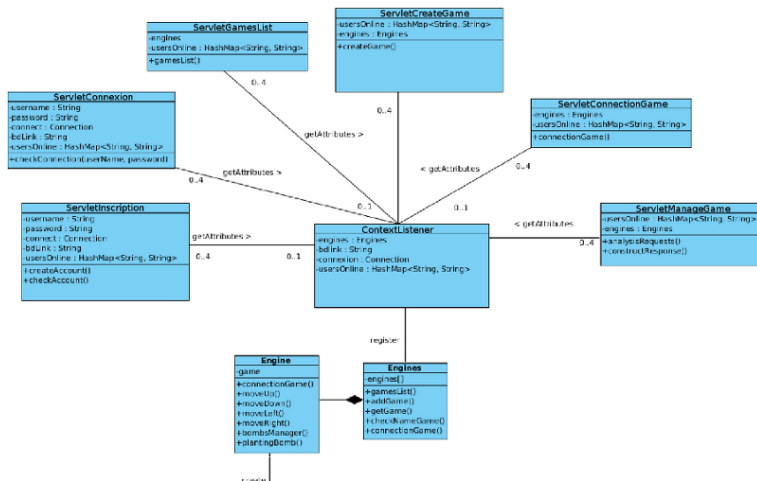 ServletGamesList
-engines
-usersOnline : HashMap<String, String>
+gamesList()
ServletCreateGame
-usersOnline : HashMap<String, String>
-engines : Engines
+createGame()
ServletConnexion
-username : String
-password : String
-connect : Connection
-bdLink : String
-usersOnline : HashMap<String, String>
+checkConnection(userName, password)
ServletConnectionGame
-engines : Engines
-usersOnline : HashMap<String, String>
+connectionGame()
0..4
0..4
getAttributes >
0..4
getAttributes >
0..4
< getAttributes
0..4
ServletInscription
-username : String
-password : String
-connect : Connection
-bdLink : String
-usersOnline : HashMap<String, String>
+createAccount()
+checkAccount()
getAttributes >
0..4
0..1
0..1
0..1
ContextListener
-engines : Engines
-bdlink : String
-connexion : Connection
-usersOnline : HashMap<String, String>
< getAttributes
0..4
ServletManageGame
-usersOnline : HashMap<String, String>
-engines : Engines
+analysisRequests()
+constructResponse()
register
Engine
-game
+connectionGame()
+moveUp()
+moveDown()
+moveLeft()
+moveRight()
+bombsManager()
+plantingBomb()
Engines
-engines[]
+gamesList()
+addGame()
+getGame()
+checkNameGame()
+connectionGame()